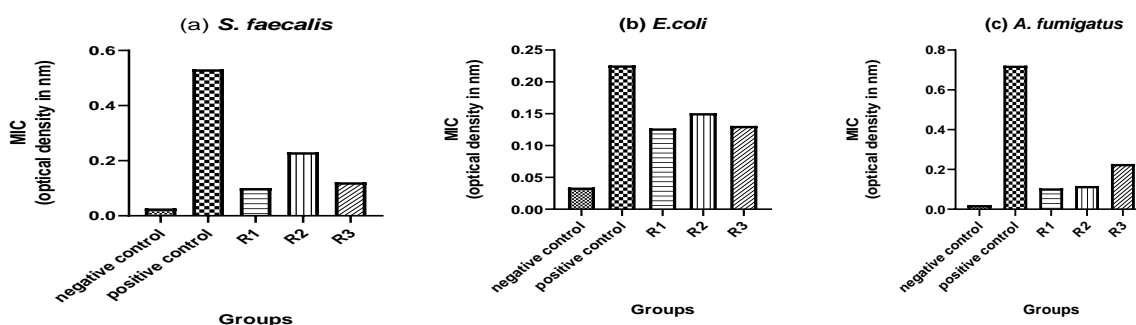 (a) S. faecalis
MIC
(optical density in nm)
0.6
0.4
0.2
0.0
negative control
positive control
R1
R2
R3
Groups
(b) E.coli
MIC
(optical density in nm)
0.25
0.20
0.15
0.10
0.05
0.00
negative control
positive control
R1
R2
R3
Groups
(c) A. fumigatus
MIC
(optical density in nm)
0.8
0.6
0.4
0.2
0.0
negative control
positive control
R1
R2
R3
Groups